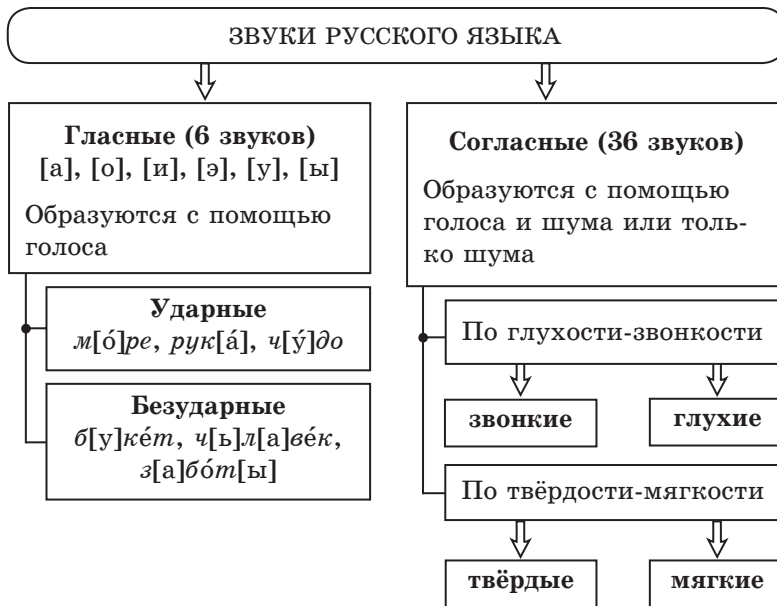 ЗВУКИ РУССКОГО ЯЗЫКА
Гласные (6 звуков)
[а], [о], [и], [э], [у], [ы]
Образуются с помощью
голоса
Ударные
м[о́]ре, рук[а́], ч[у́]до
Безударные
б[у]ке́т, ч[ь]л[а]ве́к,
з[а]бо́т[ы]
Согласные (36 звуков)
Образуются с помощью
голоса и шума или толь-
ко шума
По глухости-звонкости
звонкие
глухие
По твёрдости-мягкости
твёрдые
мягкие